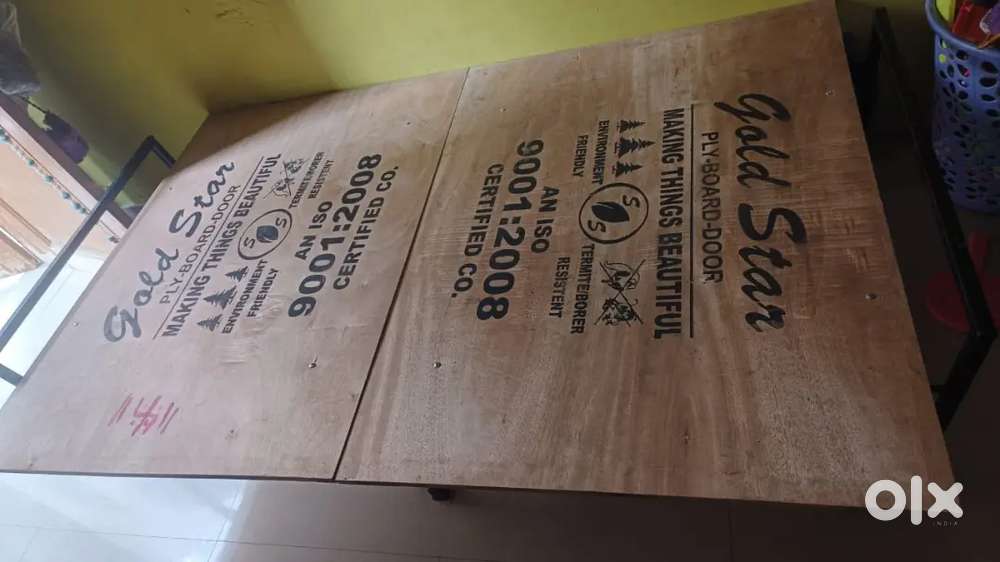 Gold Star
PLY-BOARD-DOOR
MAKING THINGS BEAUTIFUL
ENVIRONMENT
FRIENDLY
S S
TERMITE/BORER
RESISTENT
AN ISO
9001:2008
CERTIFIED CO.
Gold Star
PLY-BOARD-DOOR
MAKING THINGS BEAUTIFUL
ENVIRONMENT
FRIENDLY
S S
TERMITE/BORER
RESISTENT
AN ISO
9001:2008
CERTIFIED CO.
OLX
INDIA